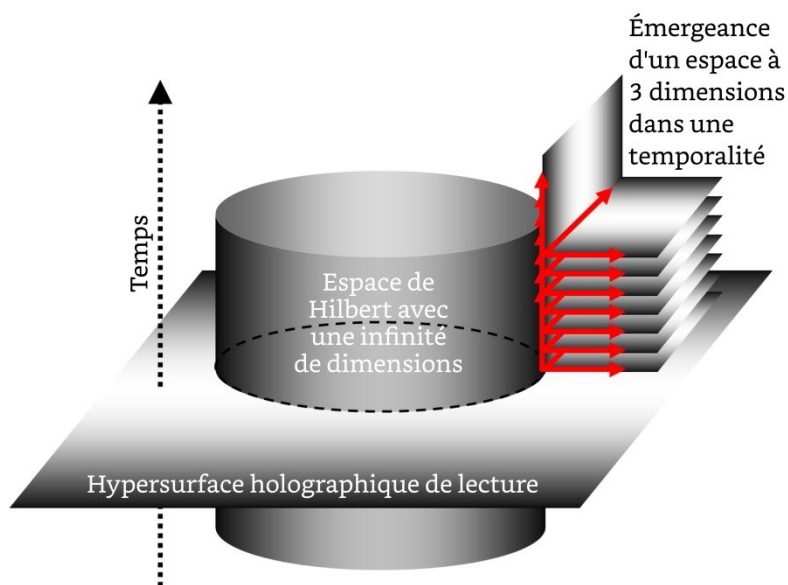 Émergeance
d'un espace à
3 dimensions
dans une
temporalité
Temps
Espace de
Hilbert avec
une infinité
de dimensions
Hypersurface holographique de lecture